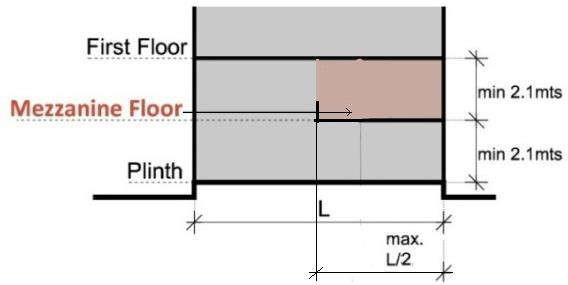 First Floor
min 2.1mts
Mezzanine Floor
min 2.1mts
Plinth
L
max.
L/2